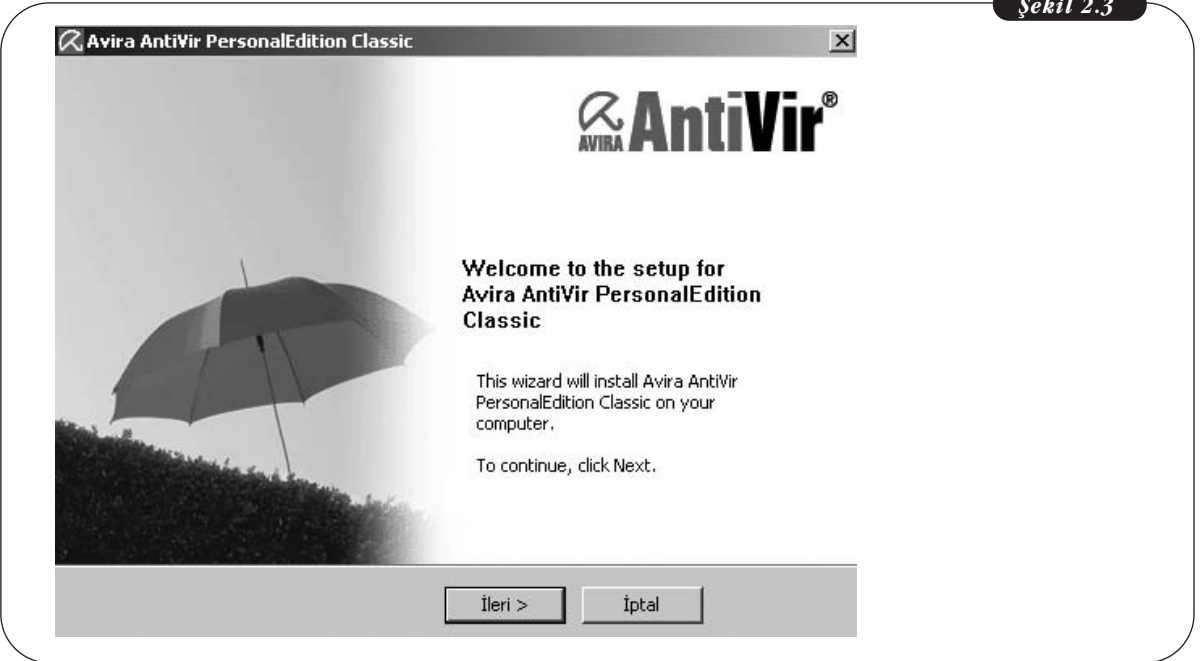 Şekil 2.3
Avira AntiVir PersonalEdition Classic
AVIRA AntiVir®
Welcome to the setup for
Avira AntiVir PersonalEdition
Classic
This wizard will install Avira AntiVir
PersonalEdition Classic on your
computer.
To continue, click Next.
İleri >
İptal